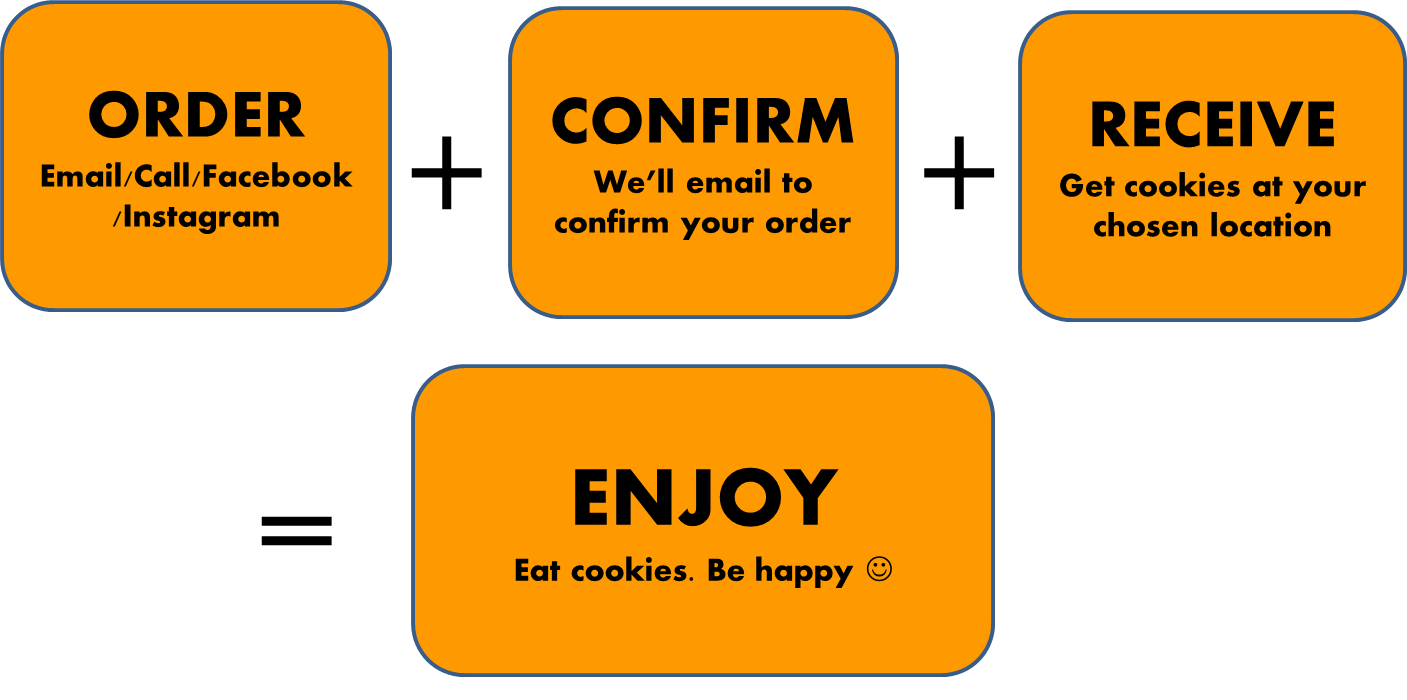 ORDER
Email/Call/Facebook
/Instagram
+
CONFIRM
We’ll email to
confirm your order
+
RECEIVE
Get cookies at your
chosen location
=
ENJOY
Eat cookies. Be happy ☺